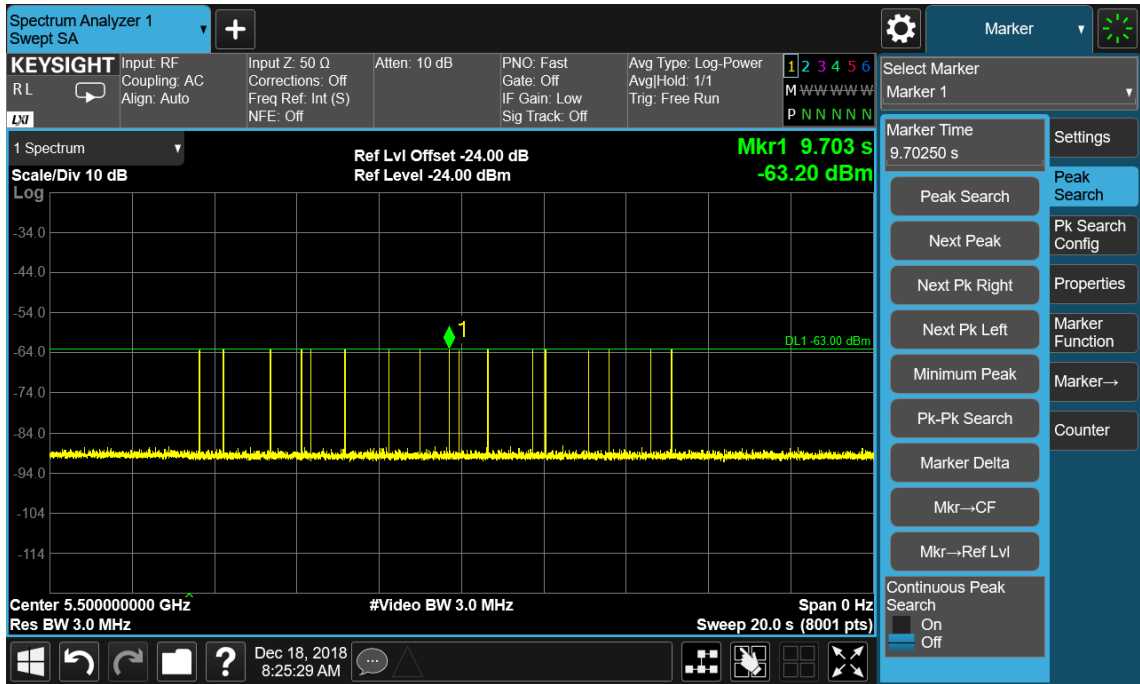 Spectrum Analyzer 1
Swept SA
+
Marker
KEYSIGHT
R L
LXI
Input: RF
Coupling: AC
Align: Auto
Input Z: 50 Ω
Corrections: Off
Freq Ref: Int (S)
NFE: Off
Atten: 10 dB
PNO: Fast
Gate: Off
IF Gain: Low
Sig Track: Off
Avg Type: Log-Power
Avg|Hold: 1/1
Trig: Free Run
1 2 3 4 5 6
M W W W W W
P N N N N N
Select Marker
Marker 1
1 Spectrum
Scale/Div 10 dB
Ref Lvl Offset -24.00 dB
Ref Level -24.00 dBm
Mkr1 9.703 s
-63.20 dBm
Log
-34.0
-44.0
-54.0
-64.0
-74.0
-84.0
-94.0
-104
-114
1
DL1 -63.00 dBm
Center 5.500000000 GHz
Res BW 3.0 MHz
#Video BW 3.0 MHz
Span 0 Hz
Sweep 20.0 s (8001 pts)
Marker Time
9.70250 s
Peak Search
Next Peak
Next Pk Right
Next Pk Left
Minimum Peak
Pk-Pk Search
Marker Delta
Mkr→CF
Mkr→Ref Lvl
Continuous Peak
Search
On
Off
Settings
Peak
Search
Pk Search
Config
Properties
Marker
Function
Marker→
Counter
?
Dec 18, 2018
8:25:29 AM